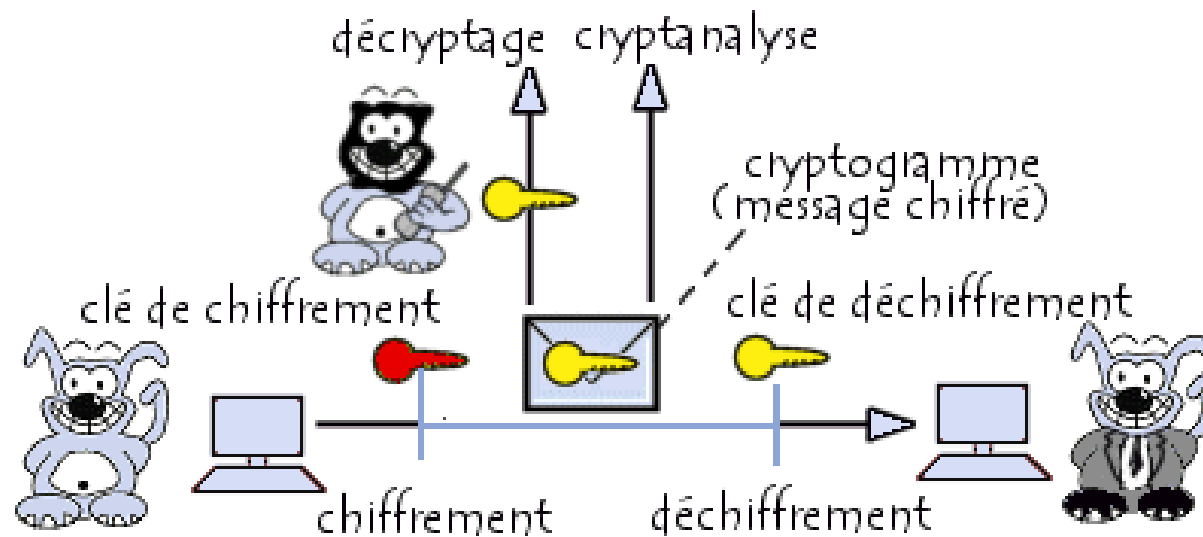 décryptage cryptanalyse
cryptogramme
(message chiffré)
clé de chiffrement
clé de déchiffrement
chiffrement
déchiffrement